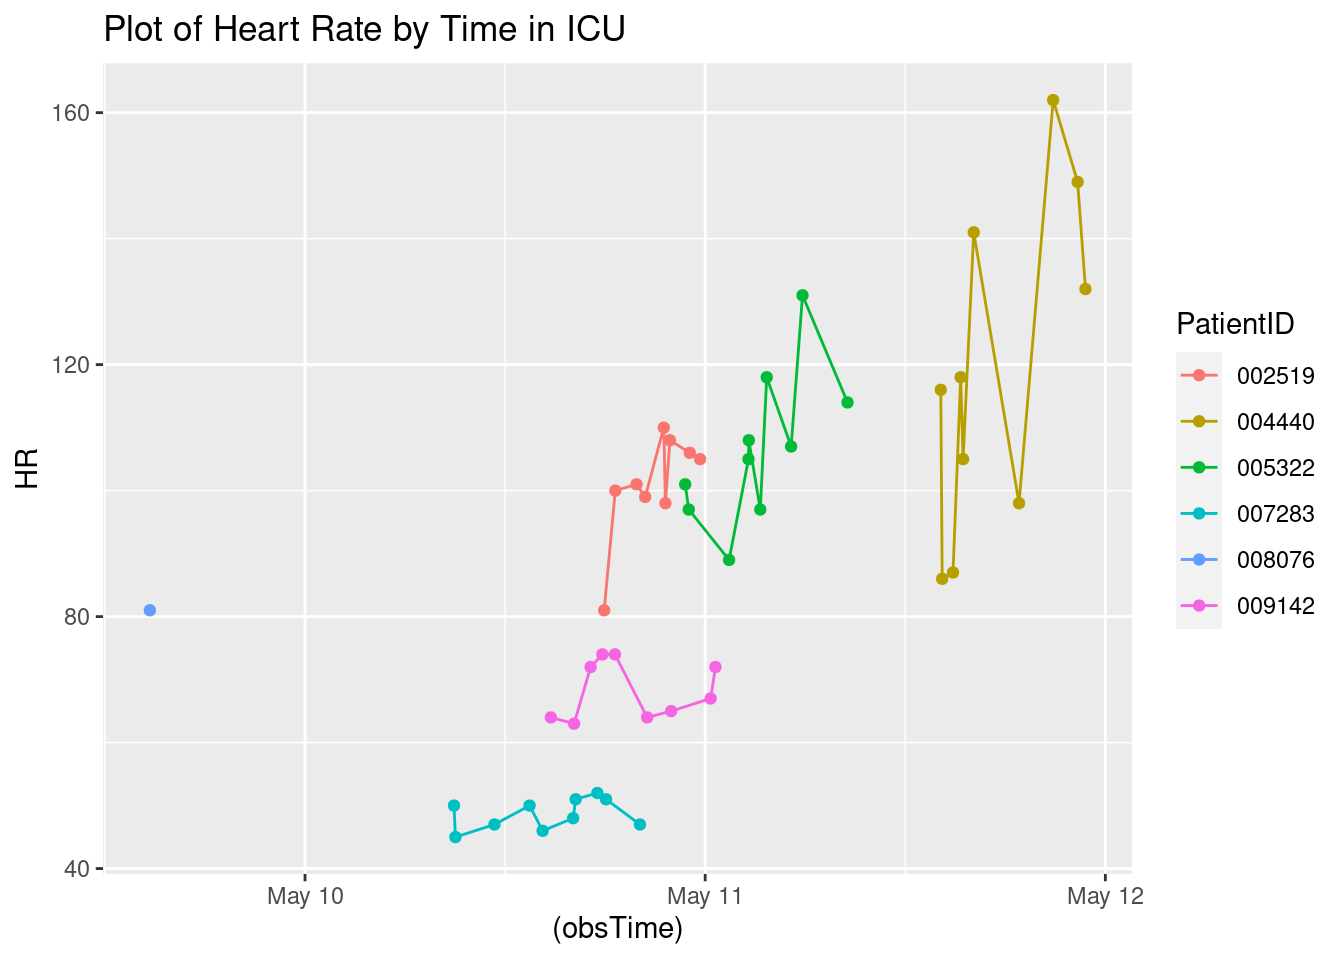 Plot of Heart Rate by Time in ICU
HR
160
120
80
40
May 10
May 11
May 12
(obsTime)
PatientID
002519
004440
005322
007283
008076
009142